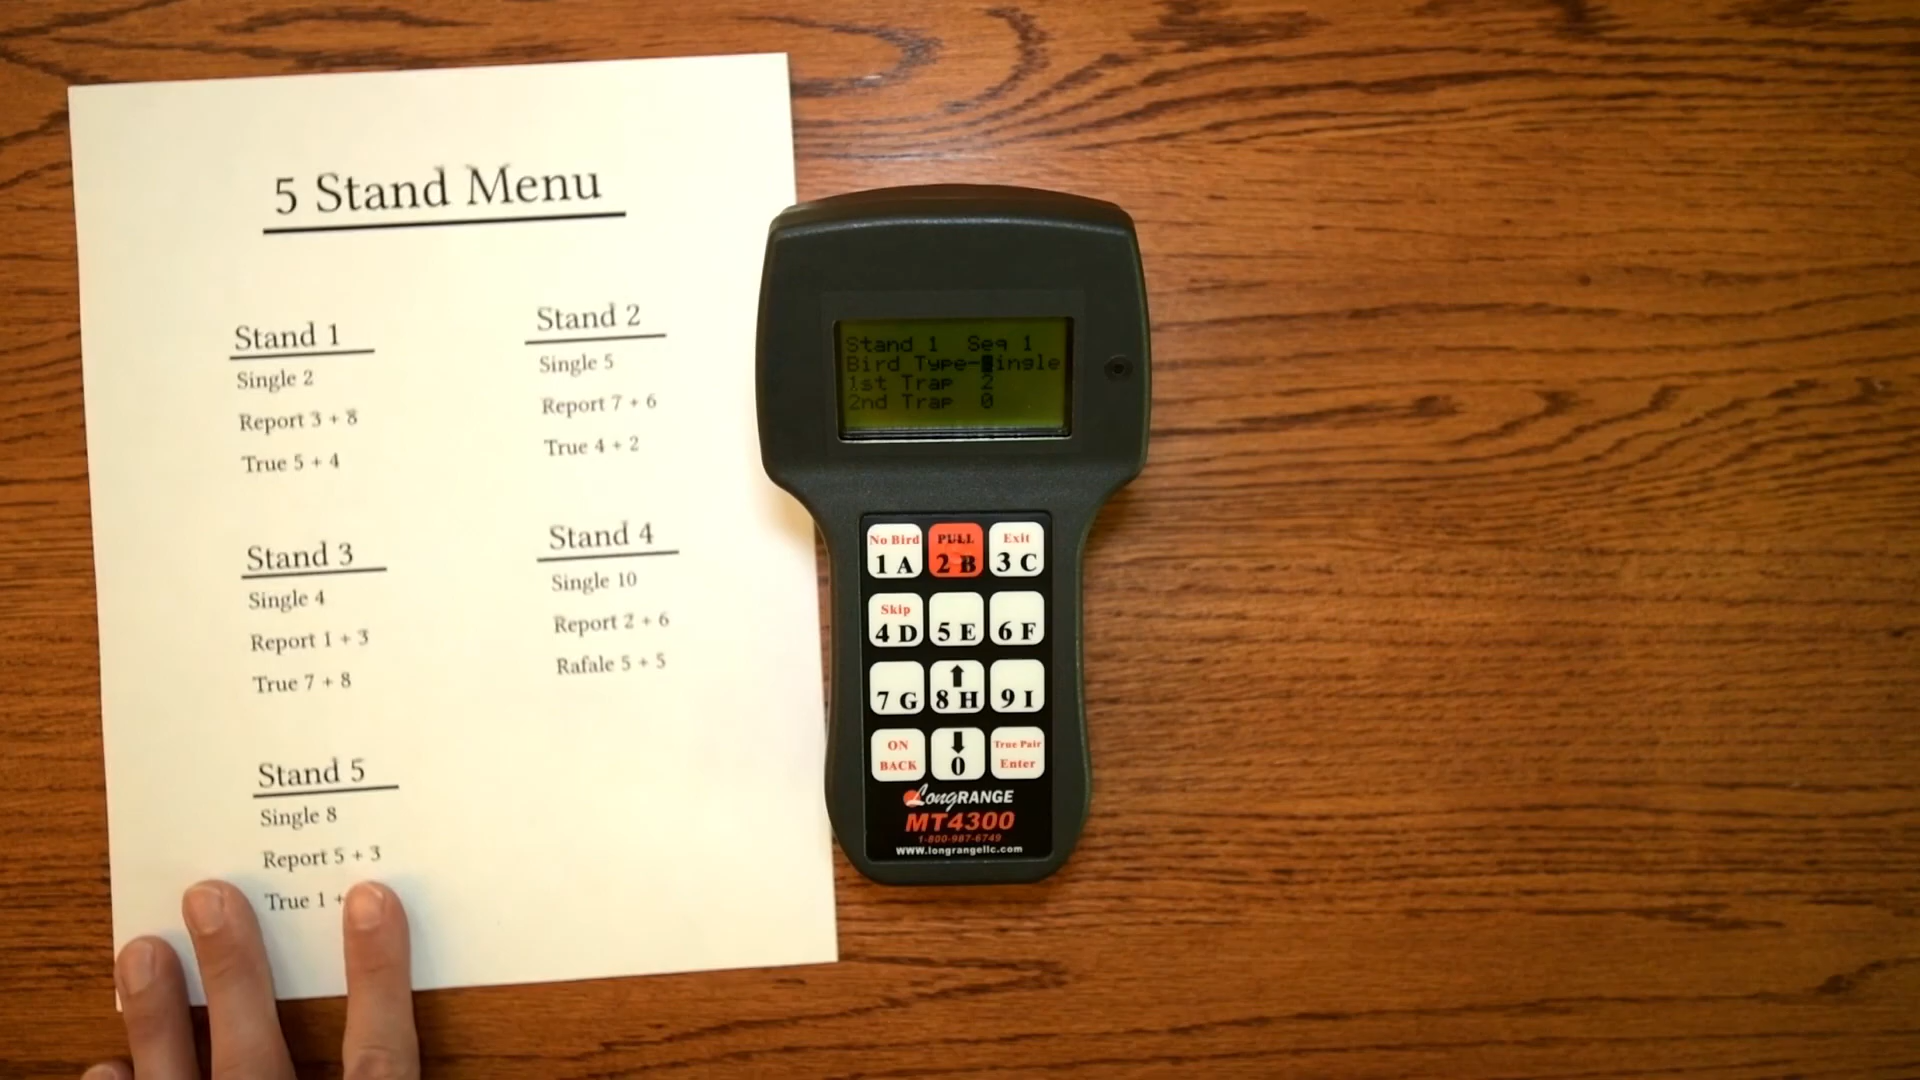 5 Stand Menu
Stand 1
Single 2
Report 3 + 8
True 5 + 4
Stand 2
Single 5
Report 7 + 6
True 4 + 2
Stand 3
Single 4
Report 1 + 3
True 7 + 8
Stand 4
Single 10
Report 2 + 6
Rafale 5 + 5
Stand 5
Single 8
Report 5 + 3
True 1 +
Stand 1 Seq 1
Bird Type-Single
1st Trap 2
2nd Trap 0
No Bird PULL Exit
1 A 2 B 3 C
Skip
4 D 5 E 6 F
7 G 8 H 9 I
ON True Pair
BACK 0 Enter
LongRANGE
MT4300
1-800-987-6749
www.longrangellc.com